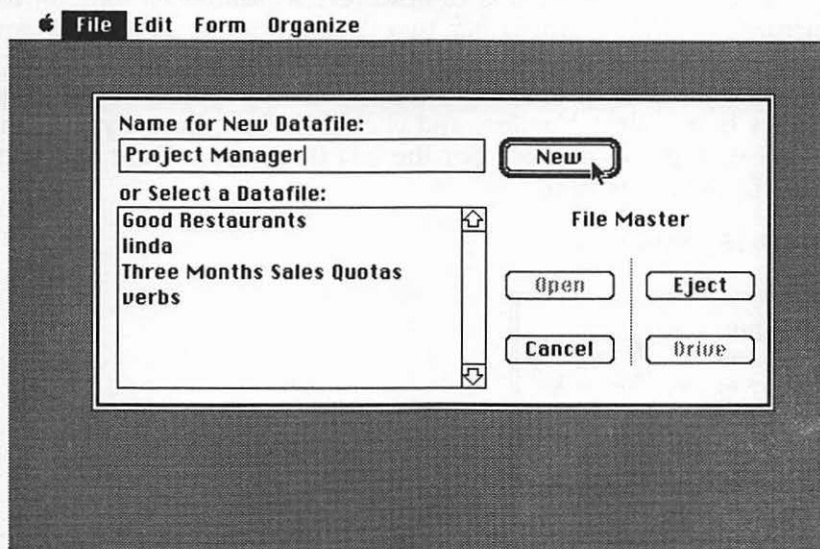 File Edit Form Organize
Name for New Datafile:
Project Manager
New
or Select a Datafile:
Good Restaurants
linda
Three Months Sales Quotas
verbs
File Master
Open
Eject
Cancel
Drive